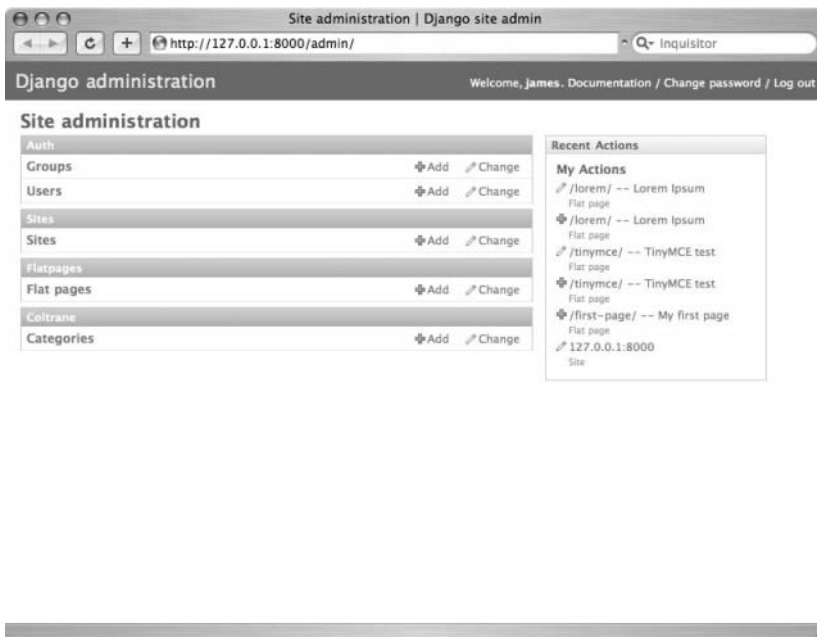 Site administration | Django site admin
http://127.0.0.1:8000/admin/
Inquisitor
Django administration
Welcome, james. Documentation / Change password / Log out
Site administration
Auth
Groups Add Change
Users Add Change
Sites
Sites Add Change
Flatpages
Flat pages Add Change
Coltrane
Categories Add Change
Recent Actions
My Actions
/lorem/ -- Lorem Ipsum
Flat page
/lorem/ -- Lorem Ipsum
Flat page
/tinymce/ -- TinyMCE test
Flat page
/tinymce/ -- TinyMCE test
Flat page
/first-page/ -- My first page
Flat page
127.0.0.1:8000
Site